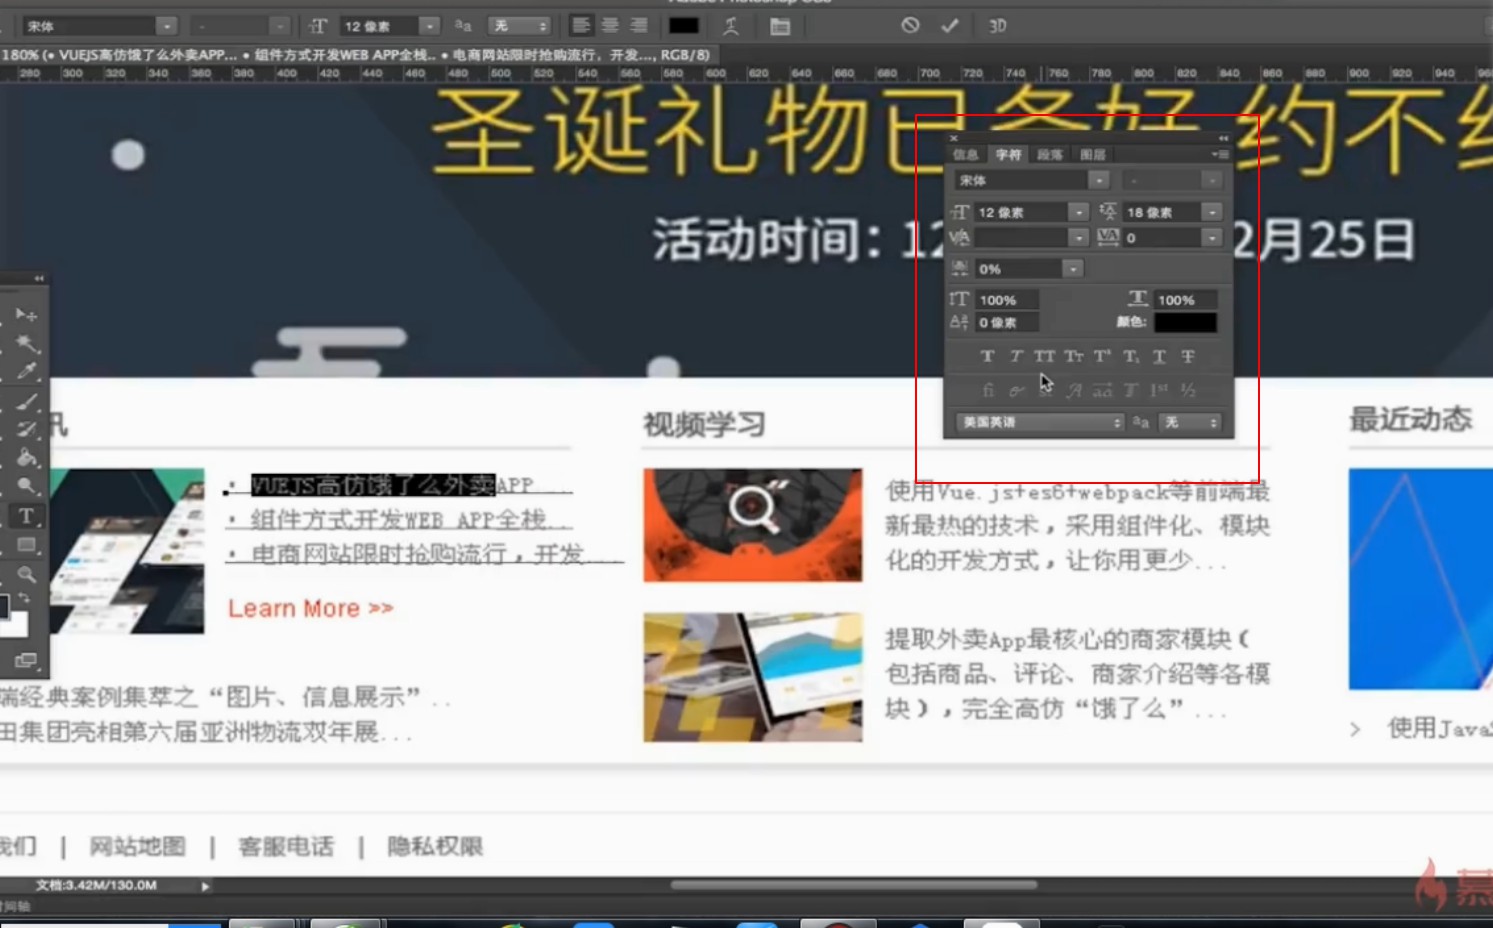 宋体 12 像素 aa 无 3D
180% (• VUEJS高仿饿了么外卖APP... • 组件方式开发WEB APP全栈.. • 电商网站限时抢购流行，开发..., RGB/8)
280 300 320 340 360 380 400 420 440 460 480 500 520 540 560 580 600 620 640 660 680 700 720 740 760 780 800 820 840 860 880 900 920 940 960
圣诞礼物已备好 约不约
活动时间：12 2月25日
信息 字符 段落 图层
宋体
12 像素 18 像素
0
0%
100% 100%
0 像素 颜色:
T T TT Tт T¹ T₁ T T
fi st A aa T 1st ½
美国英语 aa 无
讯
• VUEJS高仿饿了么外卖APP...
• 组件方式开发WEB APP全栈..
• 电商网站限时抢购流行，开发...
Learn More >>
端经典案例集萃之“图片、信息展示”..
田集团亮相第六届亚洲物流双年展...
视频学习
使用Vue.js+es6+webpack等前端最
新最热的技术，采用组件化、模块
化的开发方式，让你用更少...
提取外卖App最核心的商家模块（
包括商品、评论、商家介绍等各模
块），完全高仿“饿了么”...
最近动态
> 使用JavaS
我们 | 网站地图 | 客服电话 | 隐私权限
文档:3.42M/130.0M
时间轴
慕